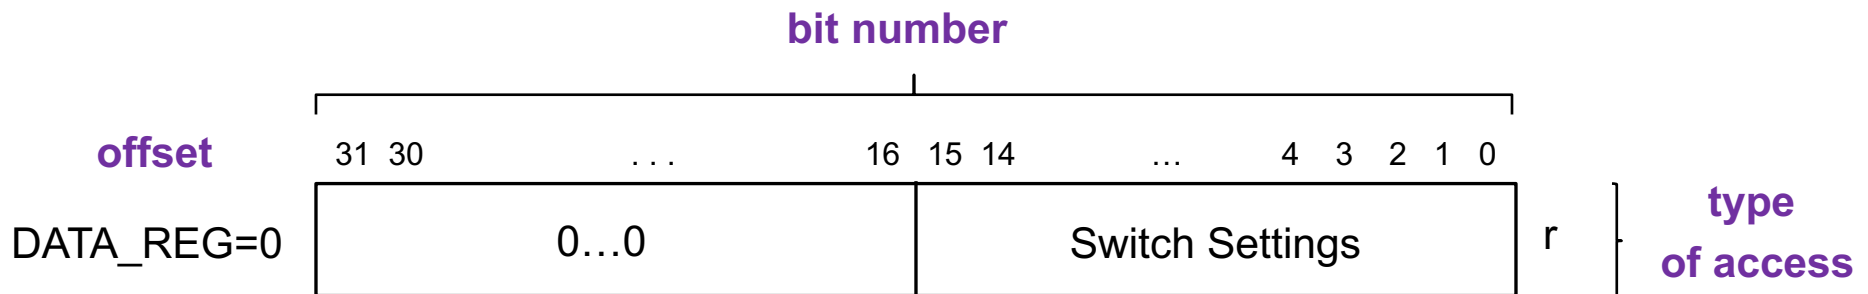 bit number
offset 31 30 . . . 16 15 14 ... 4 3 2 1 0
DATA_REG=0 0...0 Switch Settings r type
of access